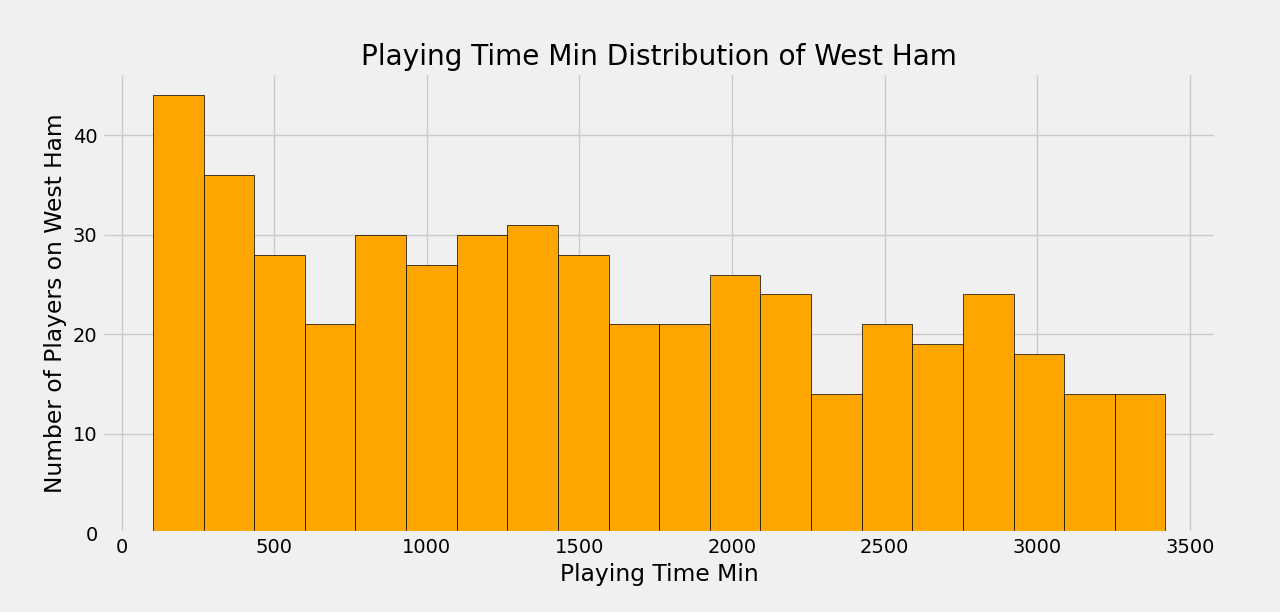 Playing Time Min Distribution of West Ham
Number of Players on West Ham
40
30
20
10
0
0 500 1000 1500 2000 2500 3000 3500
Playing Time Min